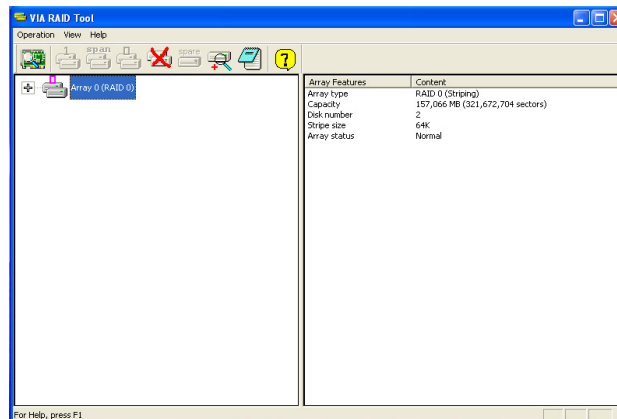 VIA RAID Tool
Operation View Help
1 span 0 spare ?
Array 0 (RAID 0)
Array Features Content
Array type RAID 0 (Striping)
Capacity 157,066 MB (321,672,704 sectors)
Disk number 2
Stripe size 64K
Array status Normal
For Help, press F1